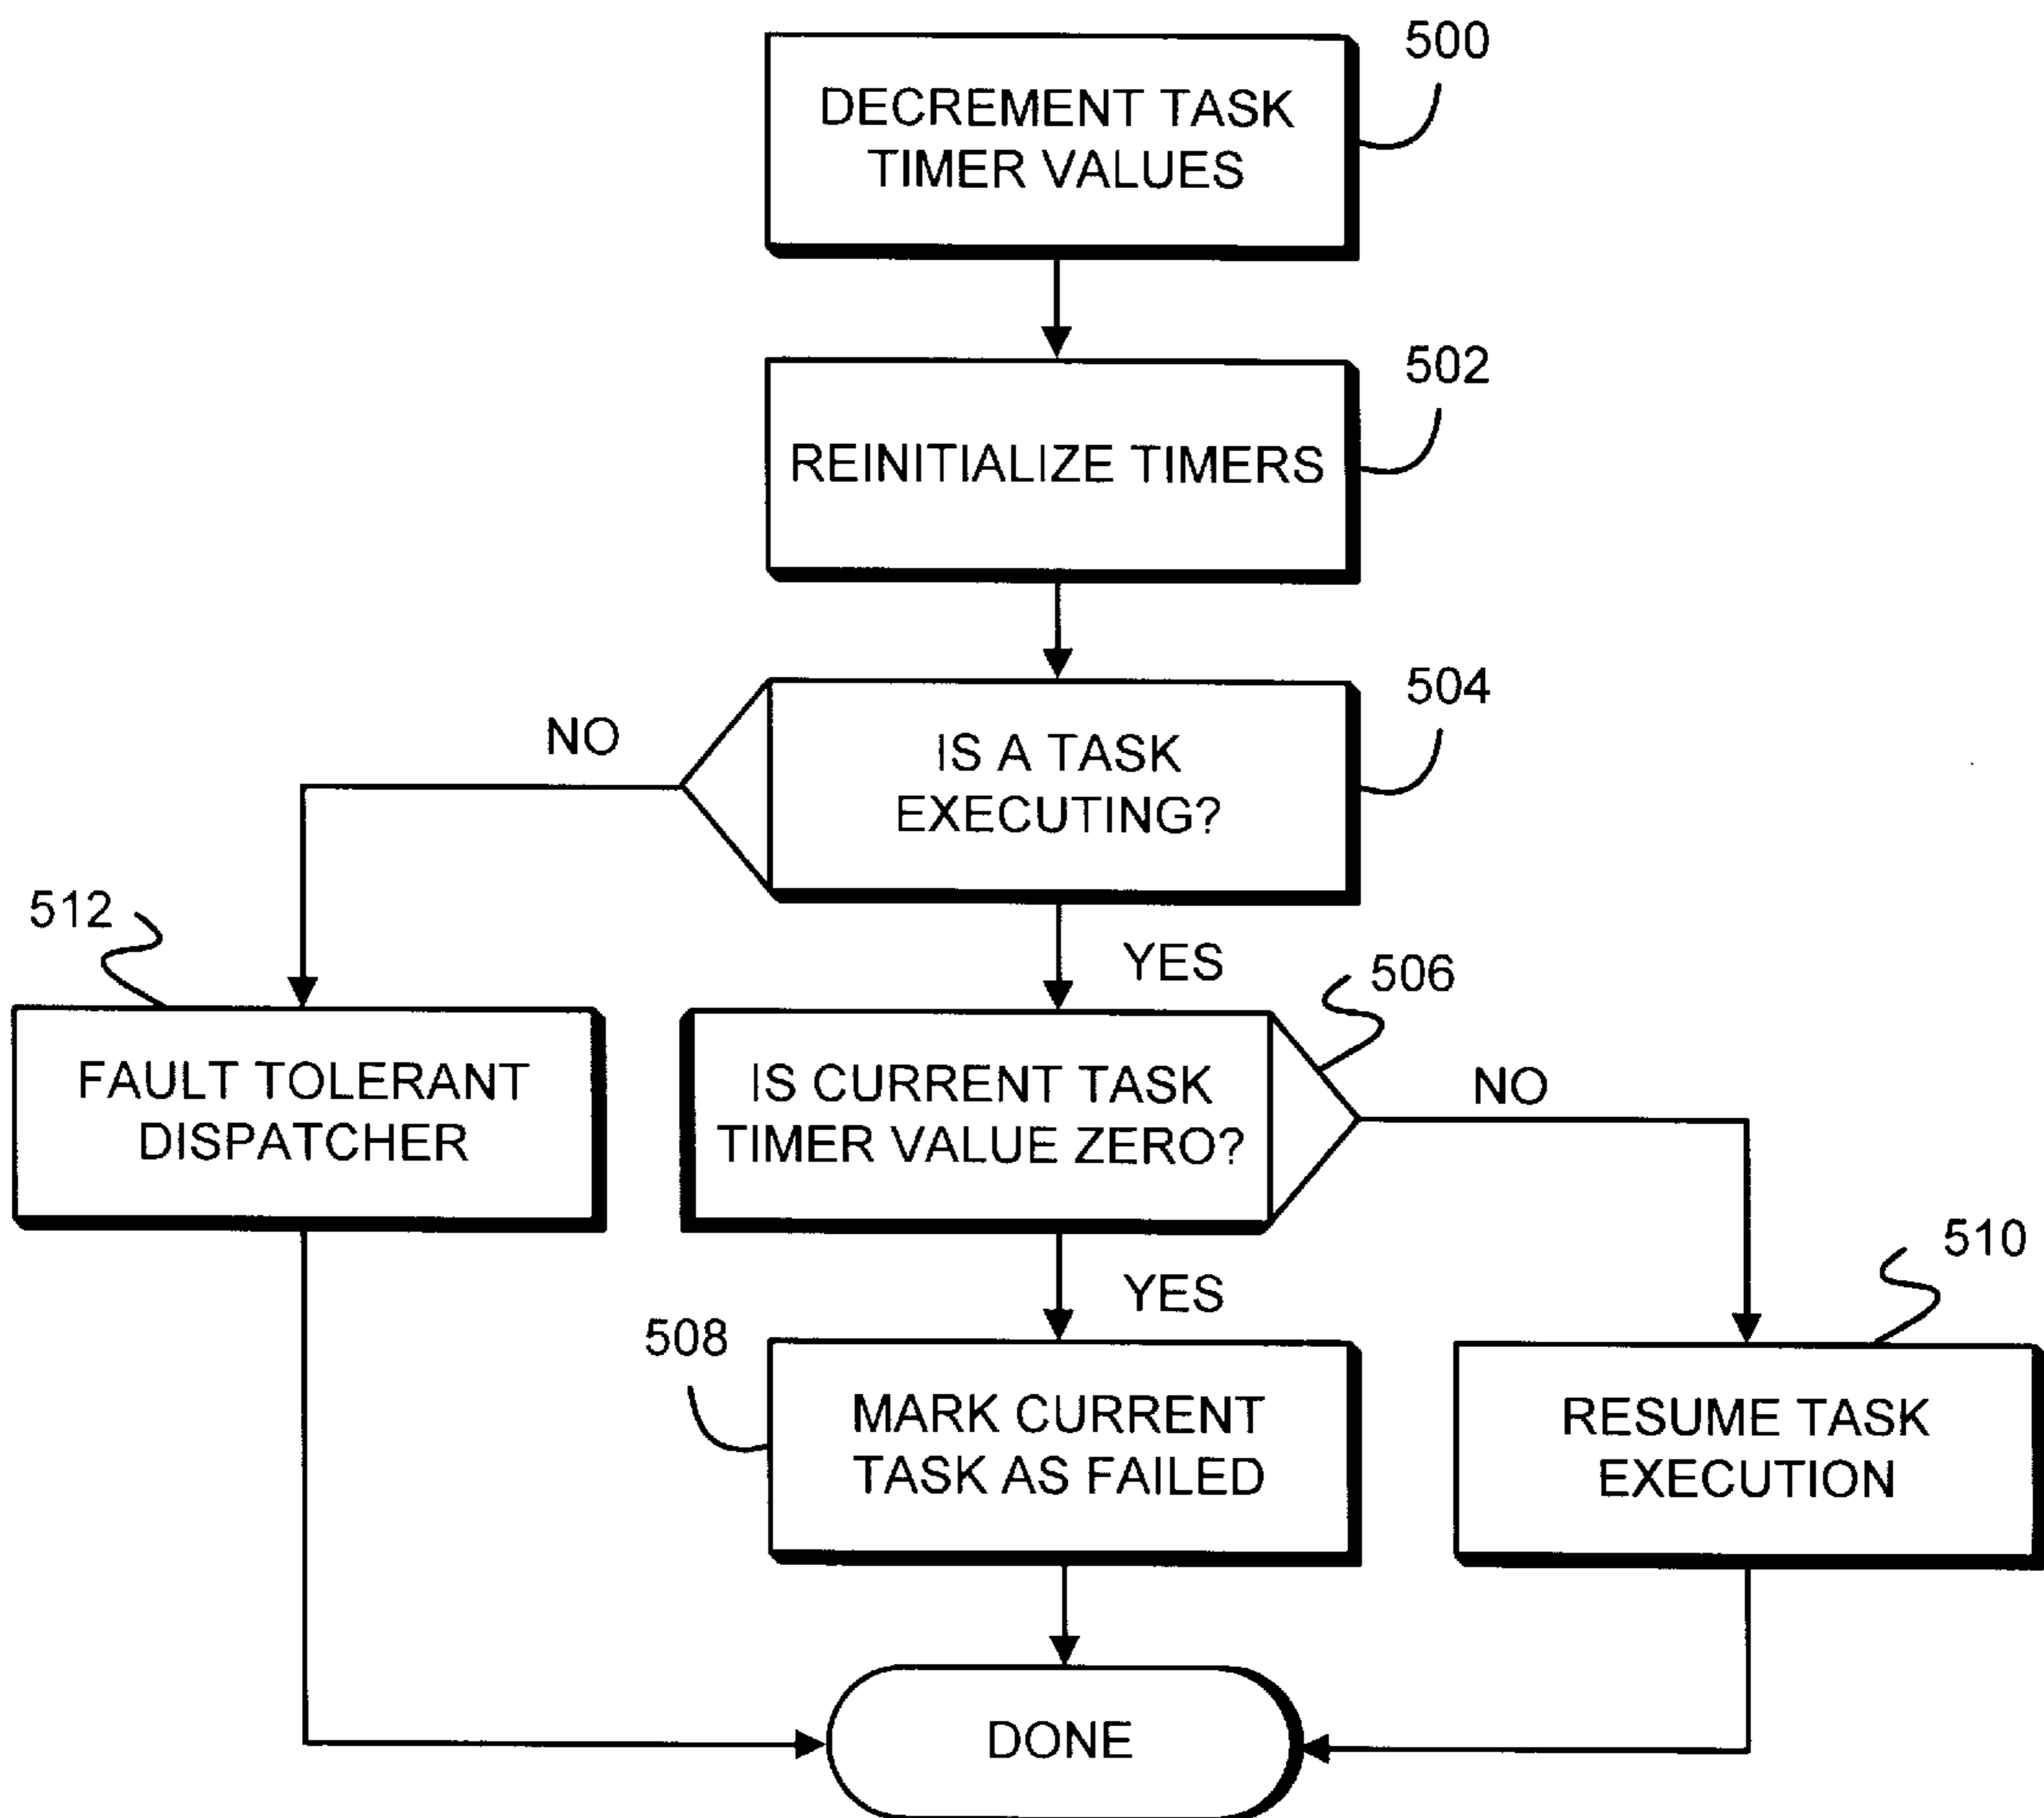 500
DECREMENT TASK
TIMER VALUES
502
REINITIALIZE TIMERS
504
NO
IS A TASK
EXECUTING?
512
YES
506
FAULT TOLERANT
DISPATCHER
IS CURRENT TASK
TIMER VALUE ZERO?
NO
510
YES
508
MARK CURRENT
TASK AS FAILED
RESUME TASK
EXECUTION
DONE